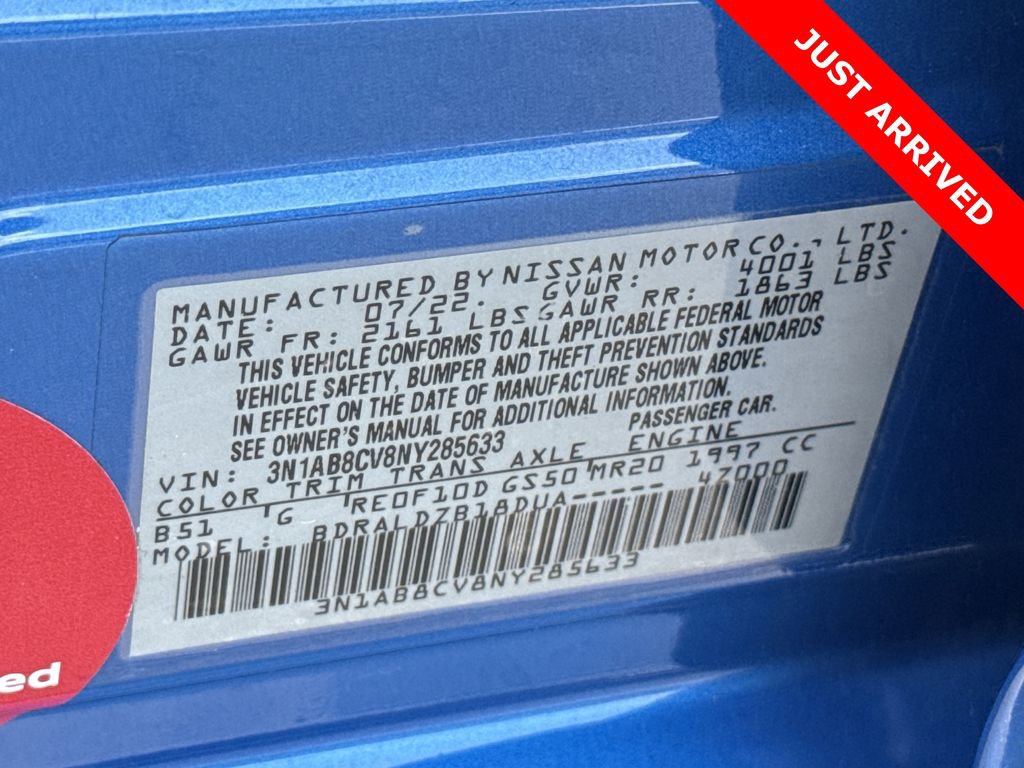 JUST ARRIVED
MANUFACTURED BY NISSAN MOTOR CO., LTD.
DATE: 07/22. GVWR: 4001 LBS
GAWR FR: 2161 LBS GAWR RR: 1863 LBS
THIS VEHICLE CONFORMS TO ALL APPLICABLE FEDERAL MOTOR
VEHICLE SAFETY, BUMPER AND THEFT PREVENTION STANDARDS
IN EFFECT ON THE DATE OF MANUFACTURE SHOWN ABOVE.
SEE OWNER'S MANUAL FOR ADDITIONAL INFORMATION.
VIN: 3N1AB8CV8NY285633 PASSENGER CAR.
COLOR TRIM TRANS AXLE ENGINE
B51 G RE0F10D GS50 MR20 1997 CC
MODEL: BDRALDZB18DUA----- 47000
3N1AB8CV8NY285633
ed